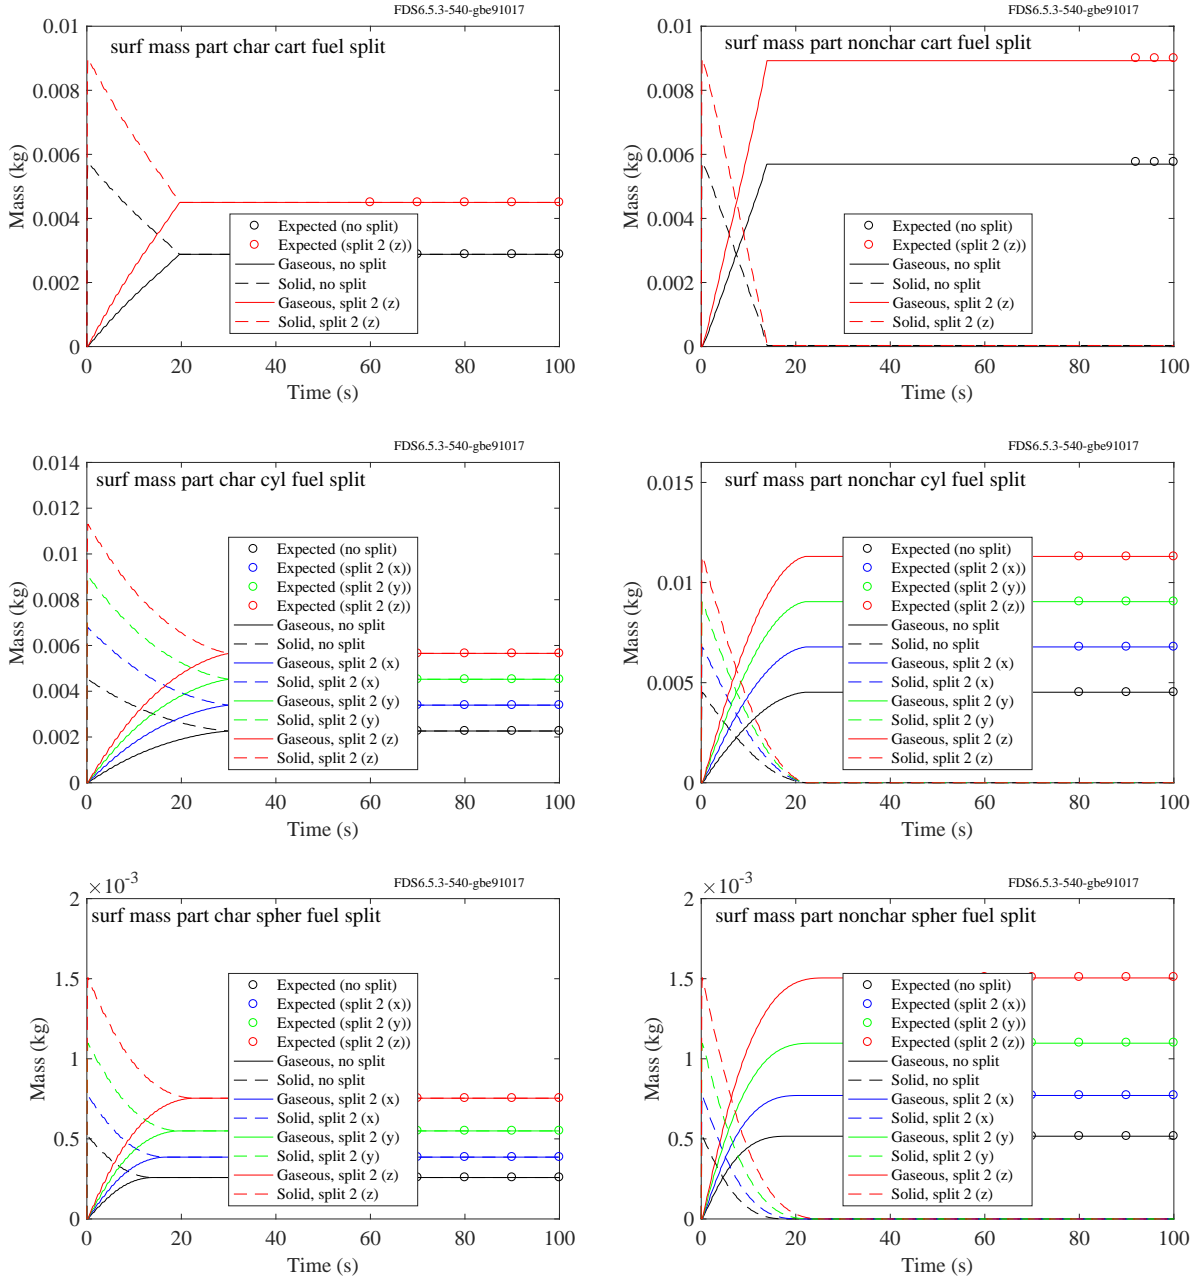 FDS6.5.3-540-gbe91017
surf mass part char cart fuel split
Mass (kg)
0.01
0.008
0.006
0.004
0.002
0
Expected (no split)
Expected (split 2 (z))
Gaseous, no split
Solid, no split
Gaseous, split 2 (z)
Solid, split 2 (z)
0 20 40 60 80 100
Time (s)
FDS6.5.3-540-gbe91017
surf mass part nonchar cart fuel split
Mass (kg)
0.01
0.008
0.006
0.004
0.002
0
Expected (no split)
Expected (split 2 (z))
Gaseous, no split
Solid, no split
Gaseous, split 2 (z)
Solid, split 2 (z)
0 20 40 60 80 100
Time (s)
FDS6.5.3-540-gbe91017
surf mass part char cyl fuel split
Mass (kg)
0.014
0.012
0.01
0.008
0.006
0.004
0.002
0
Expected (no split)
Expected (split 2 (x))
Expected (split 2 (y))
Expected (split 2 (z))
Gaseous, no split
Solid, no split
Gaseous, split 2 (x)
Solid, split 2 (x)
Gaseous, split 2 (y)
Solid, split 2 (y)
Gaseous, split 2 (z)
Solid, split 2 (z)
0 20 40 60 80 100
Time (s)
FDS6.5.3-540-gbe91017
surf mass part nonchar cyl fuel split
Mass (kg)
0.015
0.01
0.005
0
Expected (no split)
Expected (split 2 (x))
Expected (split 2 (y))
Expected (split 2 (z))
Gaseous, no split
Solid, no split
Gaseous, split 2 (x)
Solid, split 2 (x)
Gaseous, split 2 (y)
Solid, split 2 (y)
Gaseous, split 2 (z)
Solid, split 2 (z)
0 20 40 60 80 100
Time (s)
×10⁻³
FDS6.5.3-540-gbe91017
surf mass part char spher fuel split
Mass (kg)
2
1.5
1
0.5
0
Expected (no split)
Expected (split 2 (x))
Expected (split 2 (y))
Expected (split 2 (z))
Gaseous, no split
Solid, no split
Gaseous, split 2 (x)
Solid, split 2 (x)
Gaseous, split 2 (y)
Solid, split 2 (y)
Gaseous, split 2 (z)
Solid, split 2 (z)
0 20 40 60 80 100
Time (s)
×10⁻³
FDS6.5.3-540-gbe91017
surf mass part nonchar spher fuel split
Mass (kg)
2
1.5
1
0.5
0
Expected (no split)
Expected (split 2 (x))
Expected (split 2 (y))
Expected (split 2 (z))
Gaseous, no split
Solid, no split
Gaseous, split 2 (x)
Solid, split 2 (x)
Gaseous, split 2 (y)
Solid, split 2 (y)
Gaseous, split 2 (z)
Solid, split 2 (z)
0 20 40 60 80 100
Time (s)